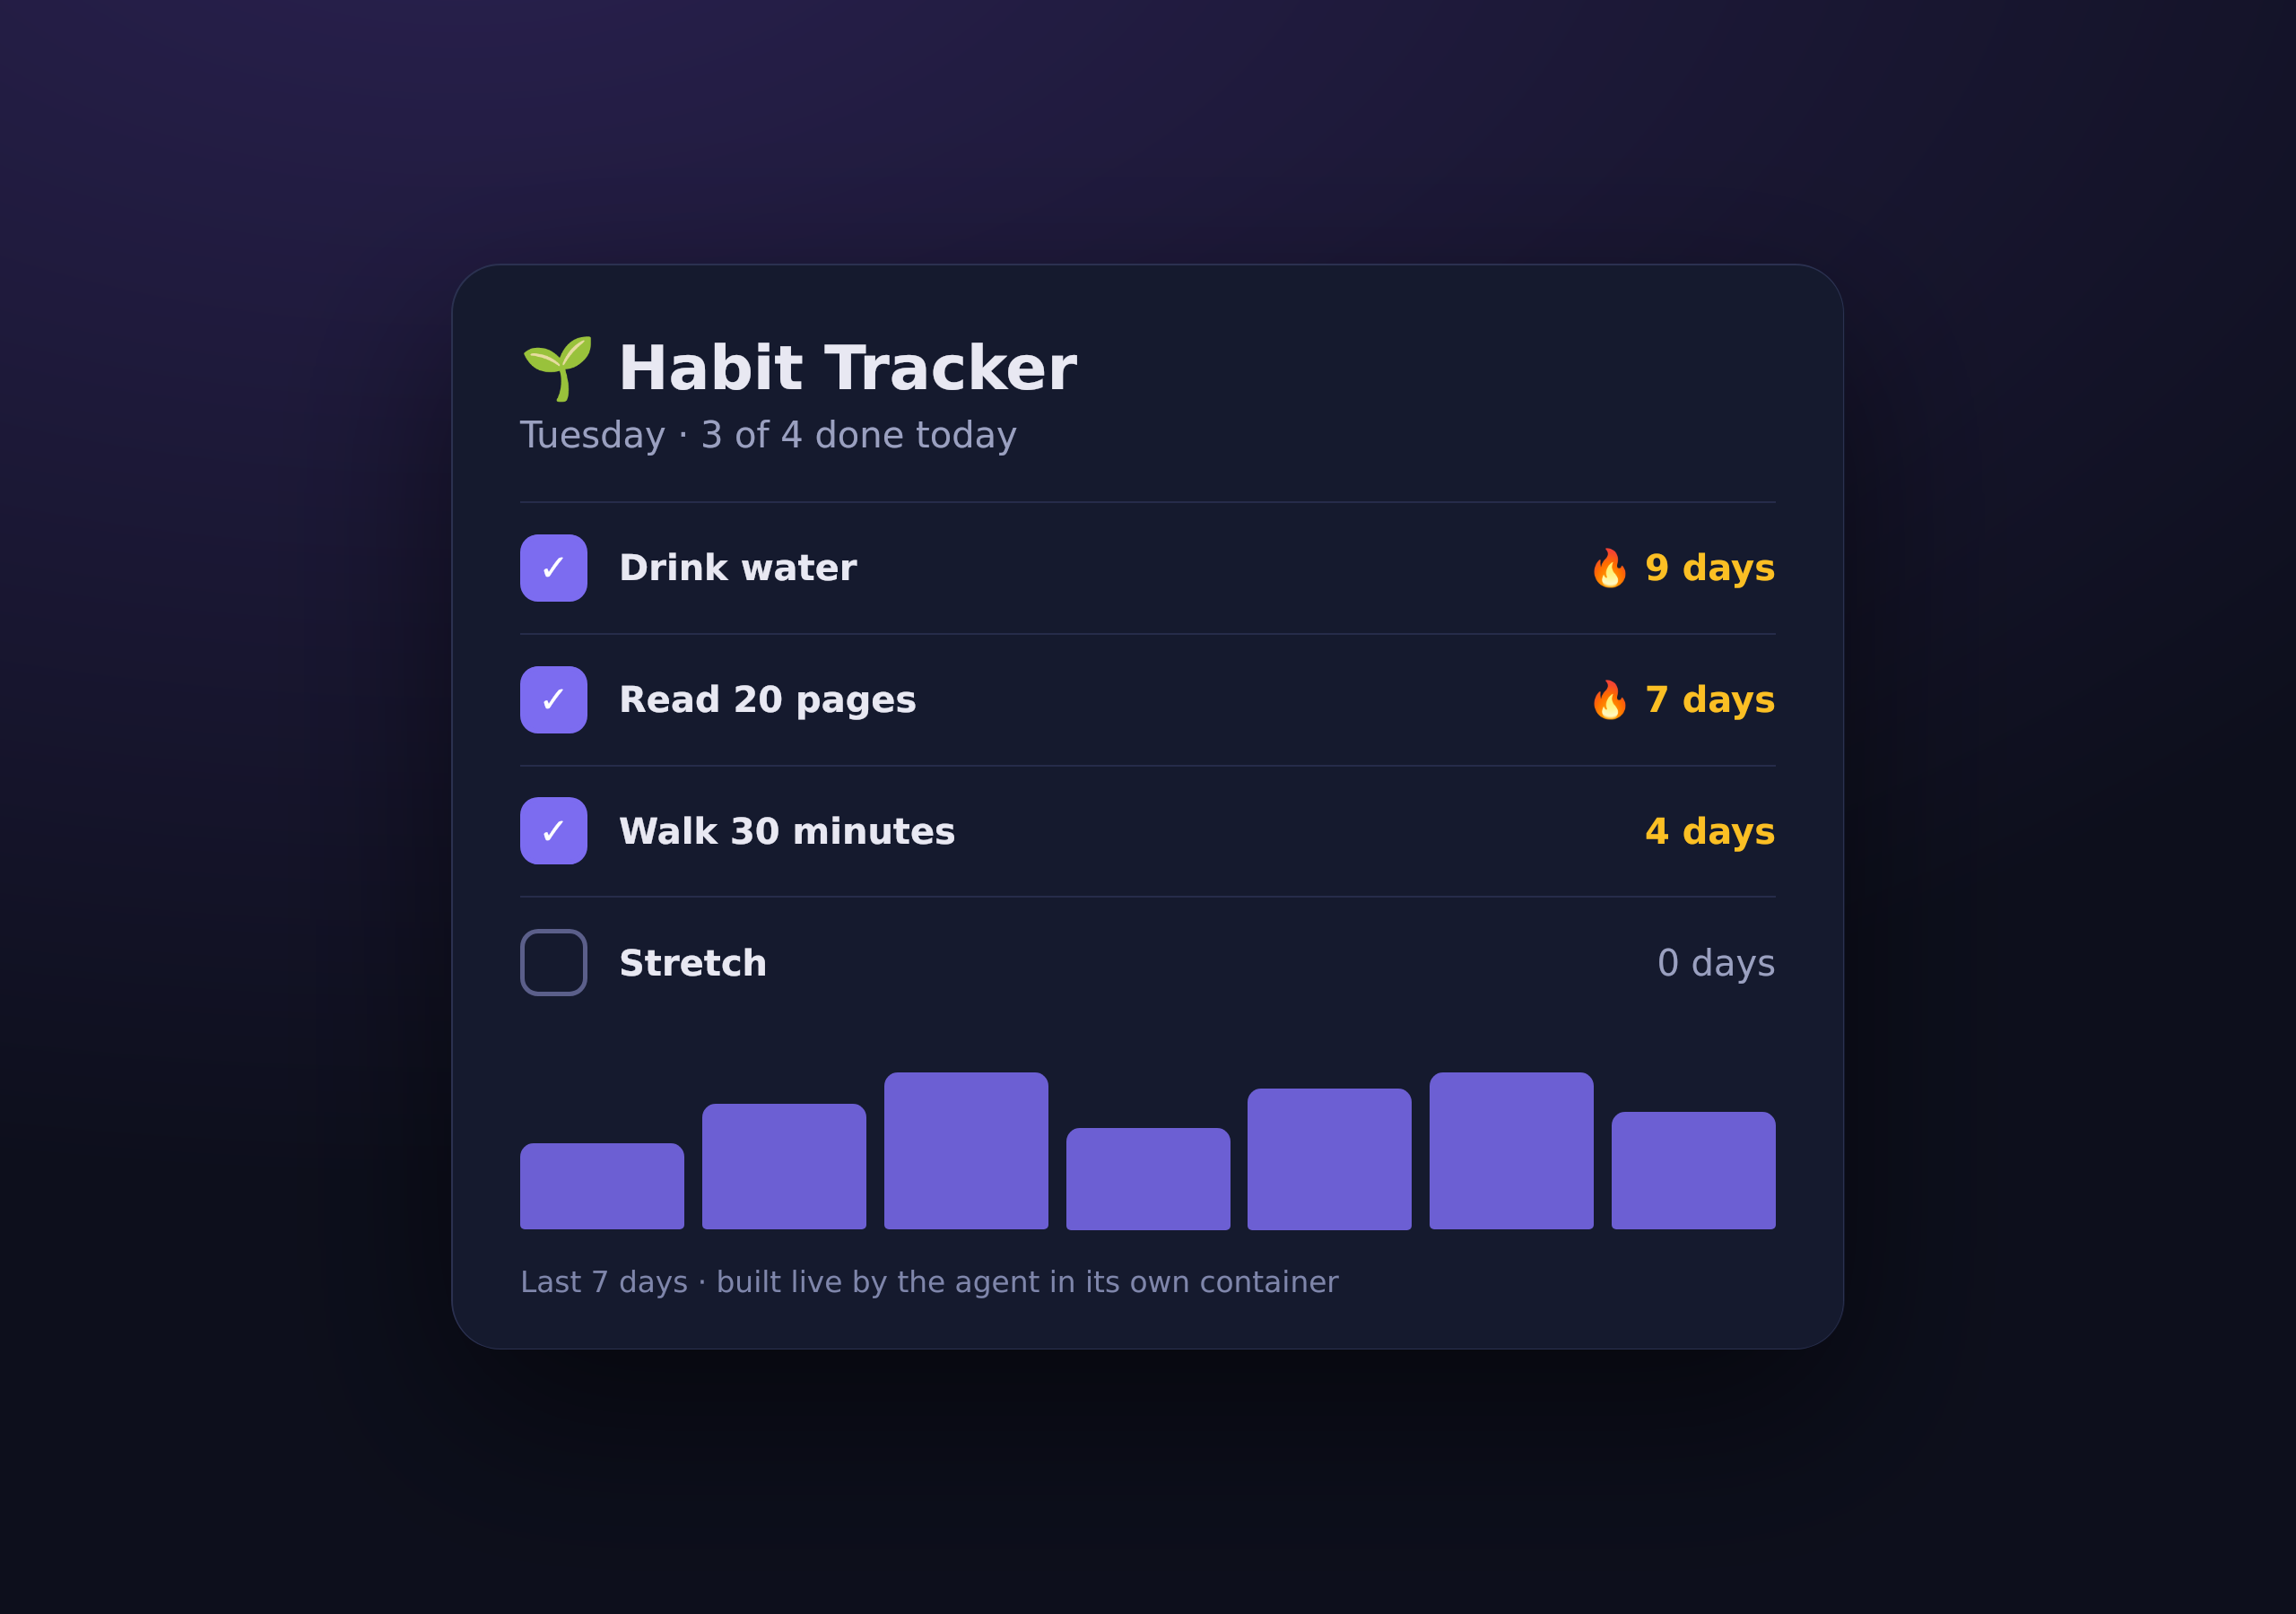 🌱 Habit Tracker
Tuesday · 3 of 4 done today
✓ Drink water 🔥 9 days
✓ Read 20 pages 🔥 7 days
✓ Walk 30 minutes 4 days
Stretch 0 days
Last 7 days · built live by the agent in its own container